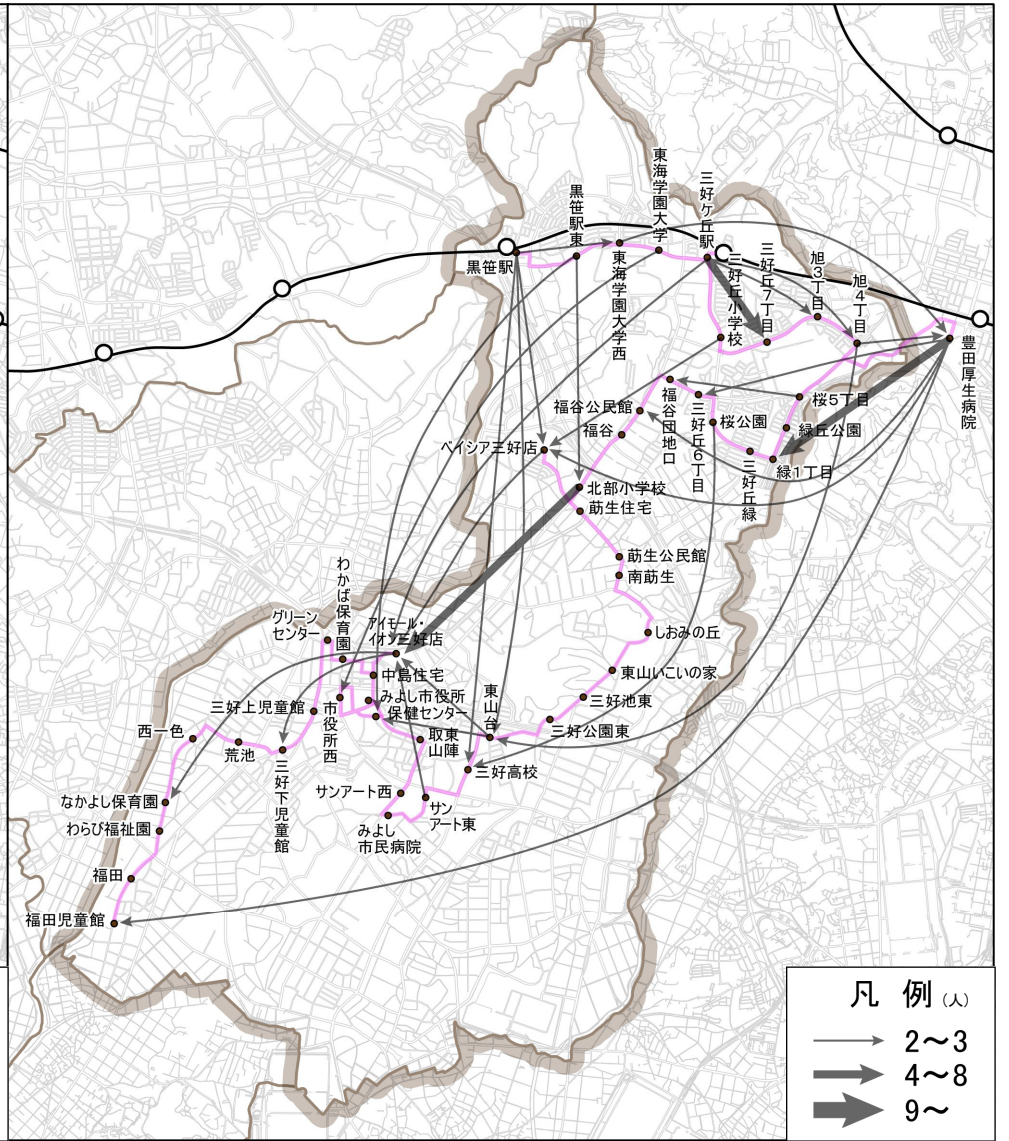 東海学園大学
三好ケ丘駅
黒笹駅東
黒笹駅
東海学園大学西
三好丘小学校
三好丘7丁目
旭3丁目
旭4丁目
豊田厚生病院
福谷公民館
福谷
福谷団地口
三好丘6丁目
桜公園
桜5丁目
緑丘公園
緑1丁目
三好丘緑
ベイシア三好店
北部小学校
莇生住宅
莇生公民館
南莇生
しおみの丘
東山いこいの家
三好池東
三好公園東
東山台
三好高校
わかば保育園
グリーン
センター
アイモール・
イオン三好店
中島住宅
みよし市役所
保健センター
市役所西
三好上児童館
取東
山陣
西一色
荒池
三好下児童館
なかよし保育園
わらび福祉園
福田
福田児童館
サンアート西
サン
アート東
みよし
市民病院
凡 例 (人)
2～3
4～8
9～